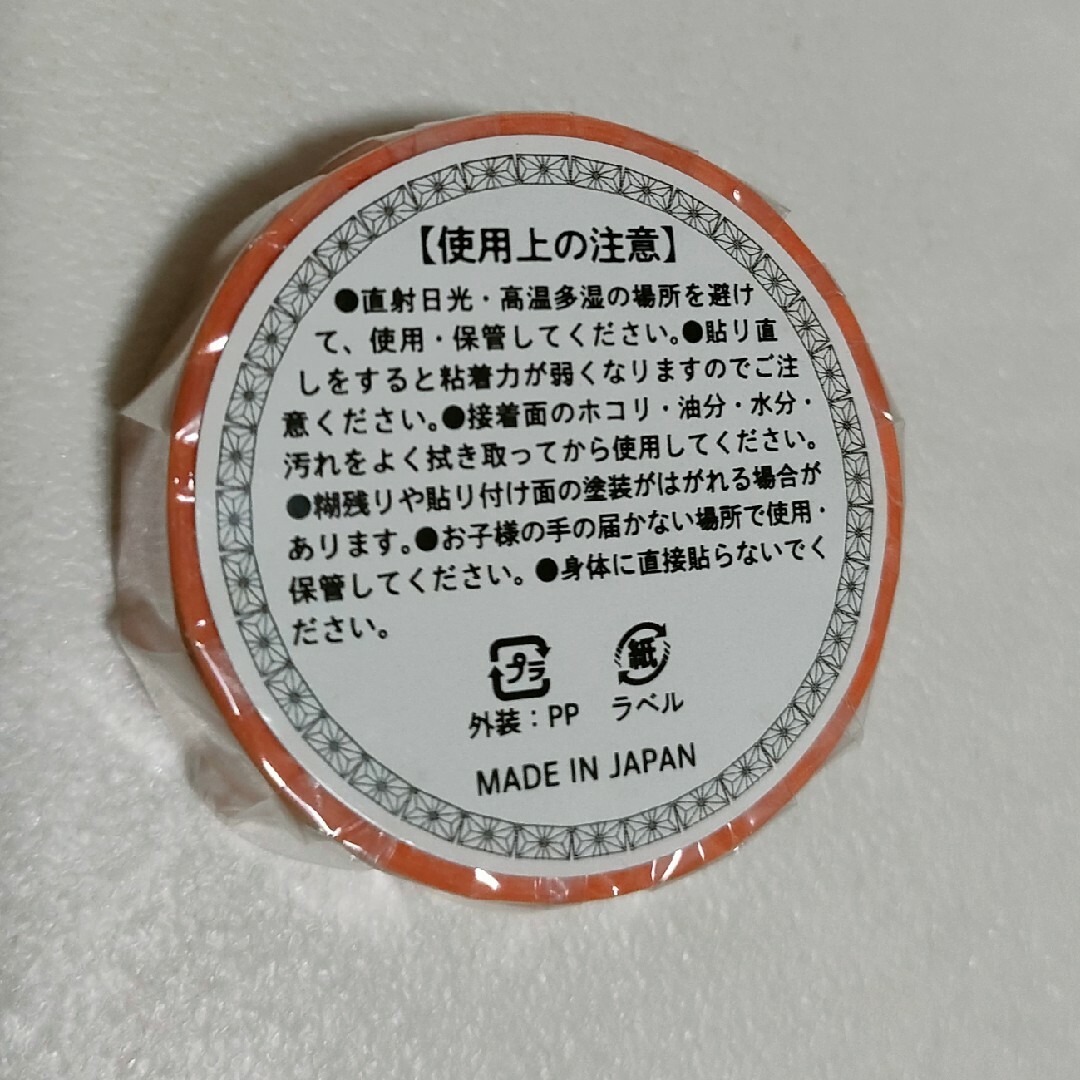 【使用上の注意】
●直射日光・高温多湿の場所を避け
て、使用・保管してください。●貼り直
しをすると粘着力が弱くなりますのでご注
意ください。●接着面のホコリ・油分・水分・
汚れをよく拭き取ってから使用してください。
●糊残りや貼り付け面の塗装がはがれる場合が
あります。●お子様の手の届かない場所で使用・
保管してください。●身体に直接貼らないでく
ださい。
プラ 紙
外装：PP ラベル
MADE IN JAPAN